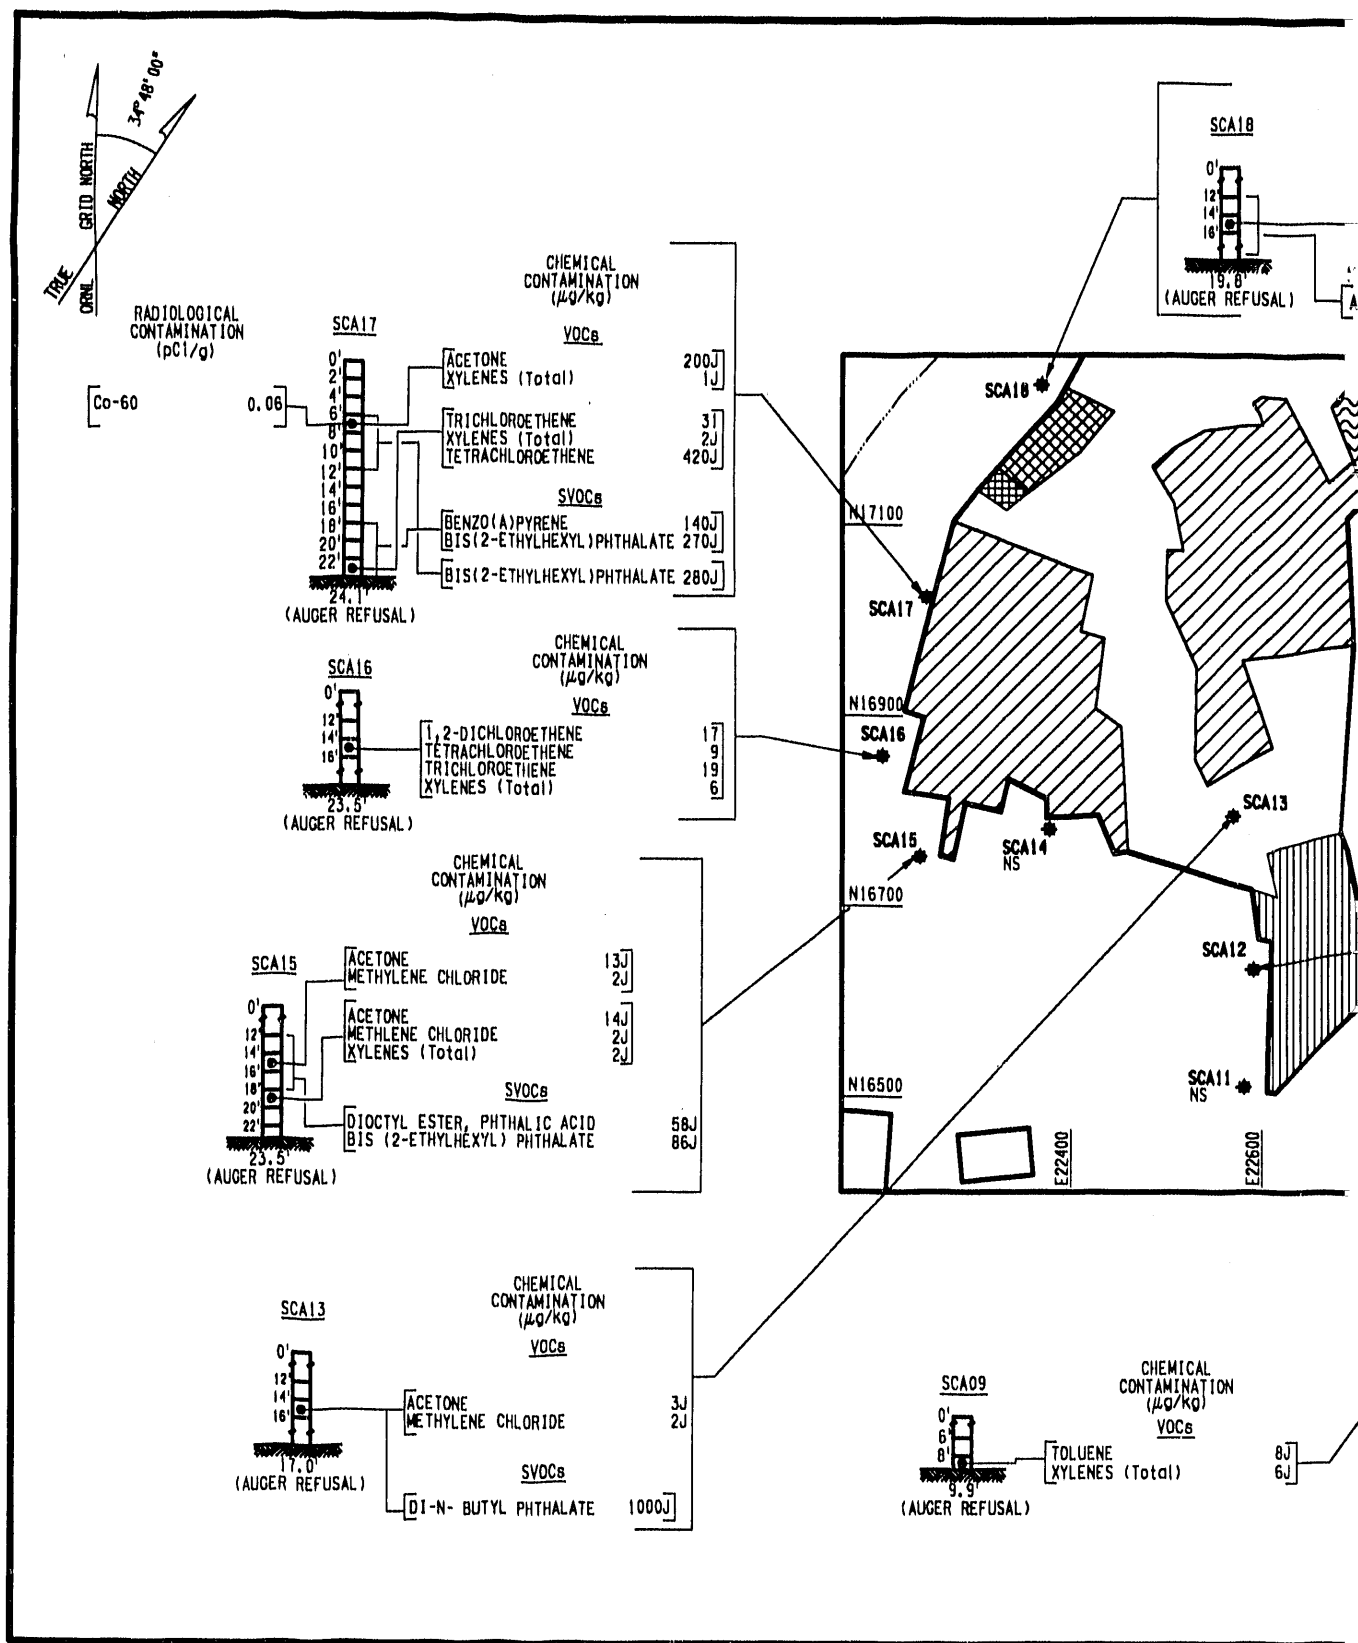 34° 48' 00"
ORNL GRID NORTH
TRUE NORTH
SCA18
0'
12'
14'
16'
19.8'
(AUGER REFUSAL)
A
RADIOLOGICAL
CONTAMINATION
(pCi/g)
Co-60 0.06
SCA17
0'
2'
4'
6'
8'
10'
12'
14'
16'
18'
20'
22'
24.1'
(AUGER REFUSAL)
CHEMICAL
CONTAMINATION
(μg/kg)
VOCs
ACETONE 200J
XYLENES (Total) 1J
TRICHLOROETHENE
XYLENES (Total) 2J
TETRACHLOROETHENE 420J
SVOCs
BENZO(A)PYRENE 140J
BIS(2-ETHYLHEXYL)PHTHALATE 270J
BIS(2-ETHYLHEXYL)PHTHALATE 280J
SCA16
0'
12'
14'
16'
23.5'
(AUGER REFUSAL)
CHEMICAL
CONTAMINATION
(μg/kg)
VOCs
1,2-DICHLOROETHENE 17
TETRACHLOROETHENE 9
TRICHLOROETHENE 19
XYLENES (Total) 6
SCA15
0'
12'
14'
16'
18'
20'
22'
23.5'
(AUGER REFUSAL)
CHEMICAL
CONTAMINATION
(μg/kg)
VOCs
ACETONE 13J
METHYLENE CHLORIDE 2J
ACETONE 14J
METHLENE CHLORIDE 2J
XYLENES (Total) 2J
SVOCs
DIOCTYL ESTER, PHTHALIC ACID 58J
BIS (2-ETHYLHEXYL) PHTHALATE 86J
SCA13
0'
12'
14'
16'
17.0'
(AUGER REFUSAL)
CHEMICAL
CONTAMINATION
(μg/kg)
VOCs
ACETONE 3J
METHYLENE CHLORIDE 2J
SVOCs
DI-N- BUTYL PHTHALATE 1000J
SCA18
N17100
SCA17
N16900
SCA16
SCA13
SCA15
SCA14
NS
N16700
SCA12
SCA11
NS
N16500
E22400
E22600
SCA09
0'
6'
8'
9.9'
(AUGER REFUSAL)
CHEMICAL
CONTAMINATION
(μg/kg)
VOCs
TOLUENE 8J
XYLENES (Total) 6J